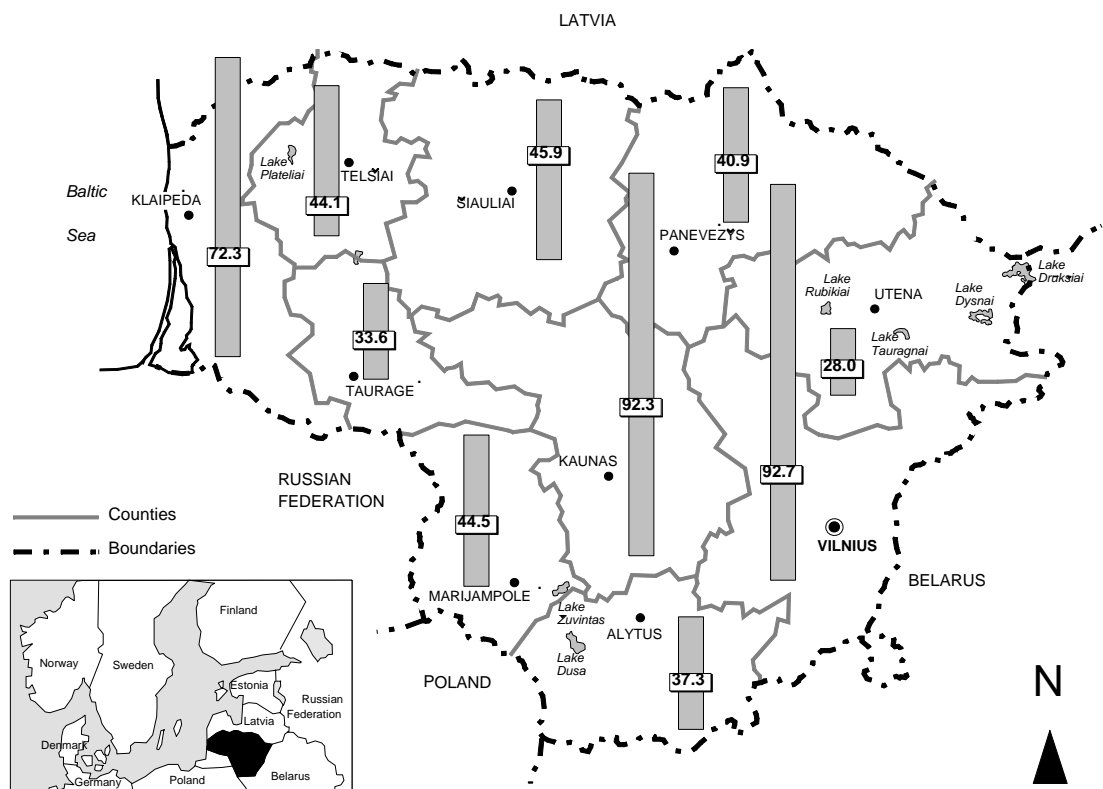 LATVIA
45.9
40.9
Lake
Plateliai
TELSIAI
Baltic
KLAIPEDA
SIAULIAI
44.1
Sea
PANEVEZYS
72.3
Lake
Rubikiai
UTENA
Lake
Dysnai
Lake
Druksiai
33.6
Lake
Tauragnai
28.0
TAURAGE
92.3
KAUNAS
92.7
RUSSIAN
FEDERATION
Counties
44.5
Boundaries
VILNIUS
BELARUS
MARIJAMPOLE
Lake
Zuvintas
ALYTUS
Lake
Dusa
POLAND
37.3
N
Finland
Norway
Sweden
Estonia
Russian
Federation
Latvia
Denmark
Germany
Poland
Belarus